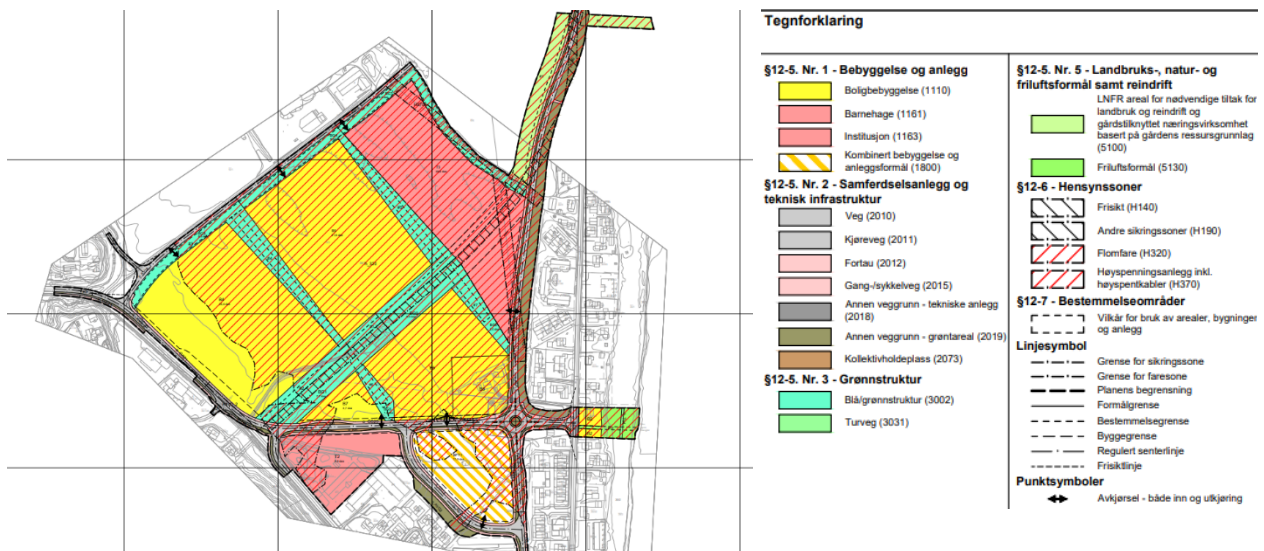 Tegnforklaring
§12-5. Nr. 1 - Bebyggelse og anlegg
Boligbebyggelse (1110)
Barnehage (1161)
Institusjon (1163)
Kombinert bebyggelse og
anleggsformål (1800)
§12-5. Nr. 2 - Samferdselsanlegg og
teknisk infrastruktur
Veg (2010)
Kjøreveg (2011)
Fortau (2012)
Gang-/sykkelveg (2015)
Annen veggrunn - tekniske anlegg
(2018)
Annen veggrunn - grøntareal (2019)
Kollektivholdeplass (2073)
§12-5. Nr. 3 - Grønnstruktur
Blå/grønnstruktur (3002)
Turveg (3031)
§12-5. Nr. 5 - Landbruks-, natur- og
friluftsformål samt reindrift
LNFR areal for nødvendige tiltak for
landbruk og reindrift og
gårdstilknyttet næringsvirksomhet
basert på gårdens ressursgrunnlag
(5100)
Friluftsformål (5130)
§12-6 - Hensynssoner
Frisikt (H140)
Andre sikringssoner (H190)
Flomfare (H320)
Høyspenningsanlegg inkl.
høyspentkabler (H370)
§12-7 - Bestemmelseområder
Vilkår for bruk av arealer, bygninger
og anlegg
Linjesymbol
Grense for sikringssone
Grense for faresone
Planens begrensning
Formålgrense
Bestemmelsegrense
Byggegrense
Regulert senterlinje
Frisiktlinje
Punktsymboler
Avkjørsel - både inn og utkjøring